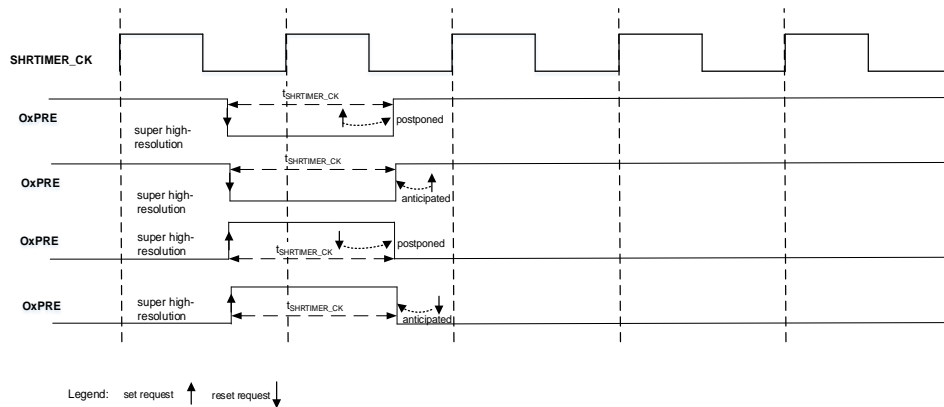 SHRTIMER_CK
tSHRTIMER_CK
OxPRE
postponed
super high-
resolution
tSHRTIMER_CK
OxPRE
super high-
resolution
anticipated
OxPRE
super high-
resolution
tSHRTIMER_CK
postponed
OxPRE
super high-
resolution
tSHRTIMER_CK
anticipated
Legend: set request reset request